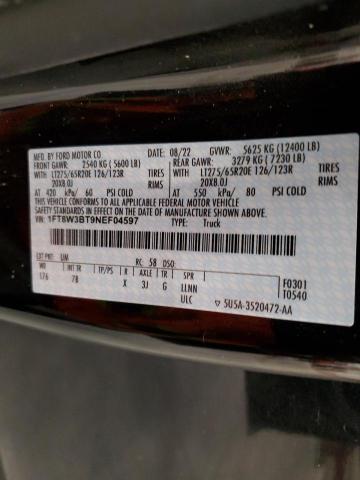 MFD. BY FORD MOTOR CO.
DATE: 08/22 GVWR: 5625 KG (12400 LB)
FRONT GAWR: 2540 KG (5600 LB) REAR GAWR: 3279 KG (7230 LB)
WITH LT275/65R20E 126/123R WITH LT275/65R20E 126/123R
TIRES 20X8.0J 20X8.0J
RIMS
AT 420 kPa/ 60 PSI COLD AT 550 kPa/ 80 PSI COLD
THIS VEHICLE CONFORMS TO ALL APPLICABLE FEDERAL MOTOR VEHICLE
SAFETY STANDARDS IN EFFECT ON THE DATE OF MANUFACTURE SHOWN ABOVE.
VIN: 1FT8W3BT9NEF04597 TYPE: Truck
EXT PNT: UM RC: 58 DSO:
WB INT TR TP/PS R AXLE TR SPR F0301
176 7B X 3J G LLNN T0540
ULC ▽ 5U5A-3520472-AA